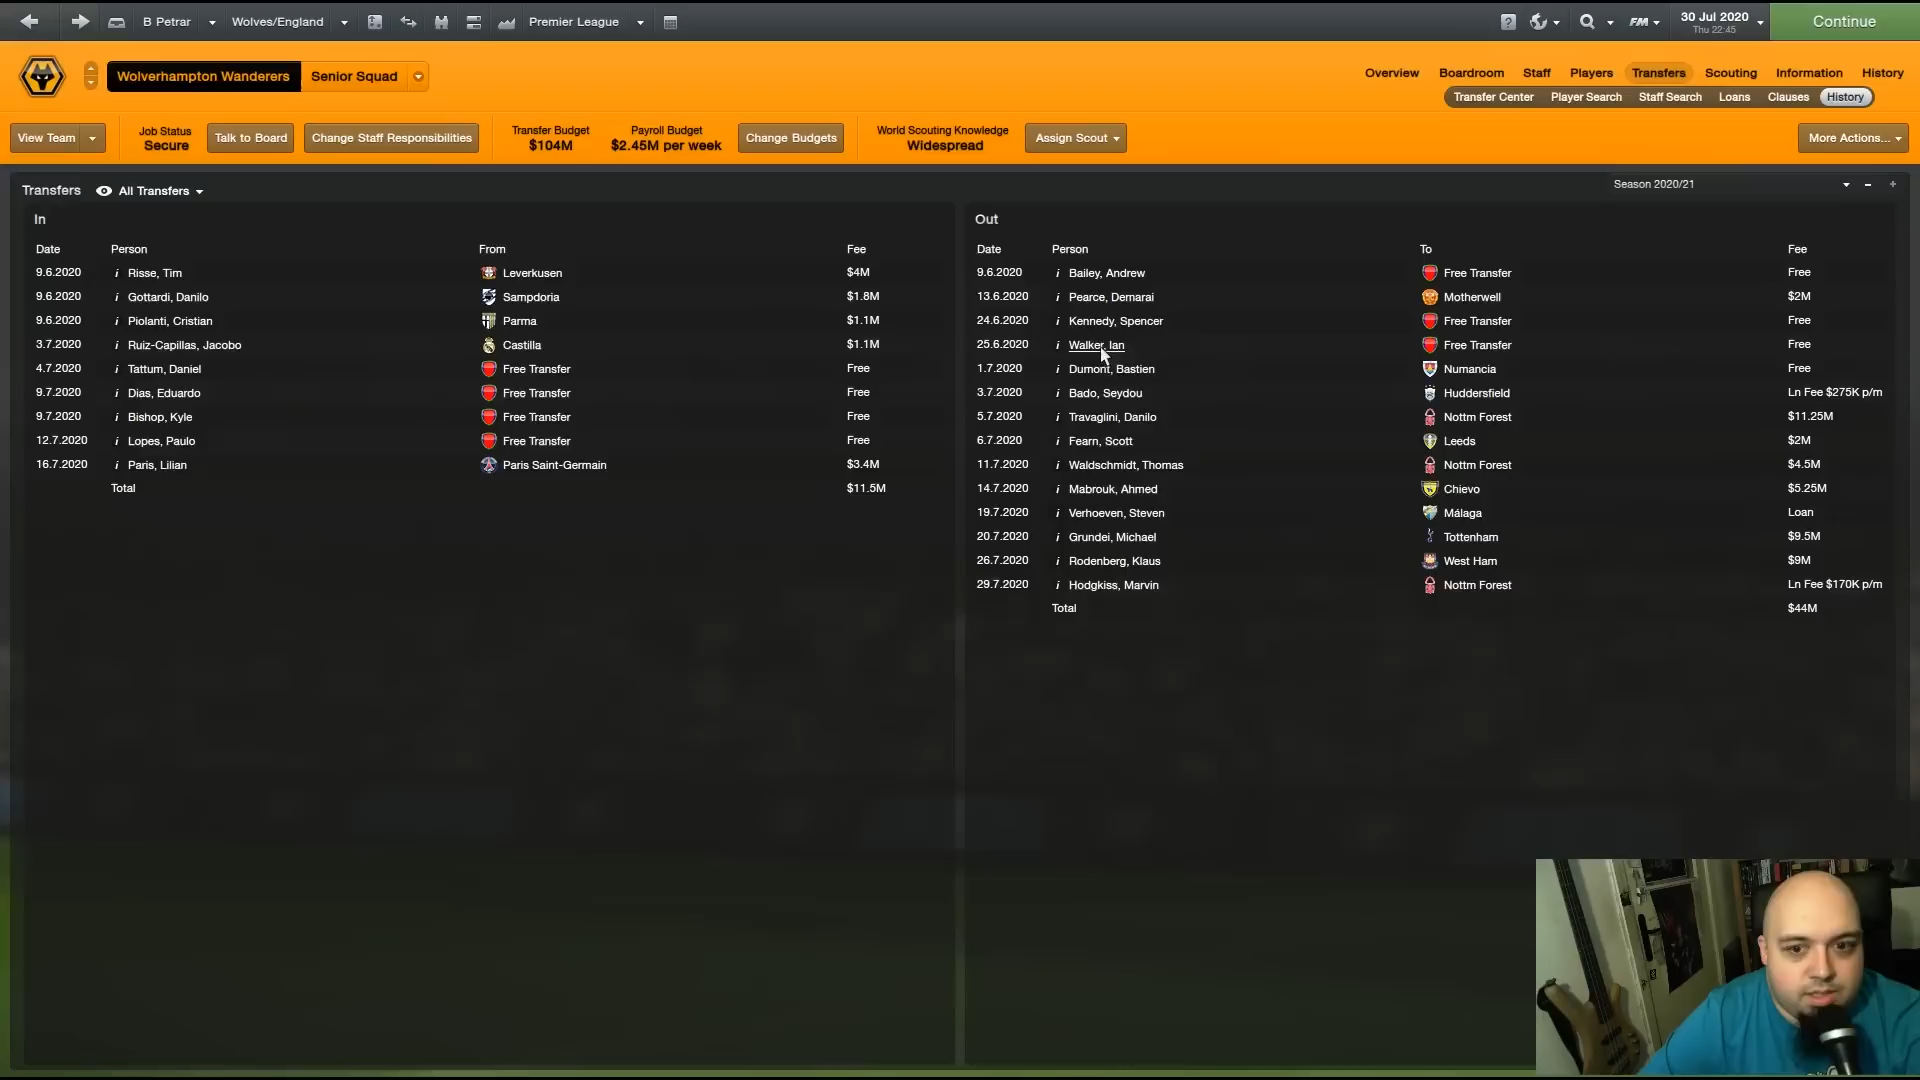 B Petrar Wolves/England Premier League ? FM 30 Jul 2020 Continue
Thu 22:45
Wolverhampton Wanderers Senior Squad
Overview Boardroom Staff Players Transfers Scouting Information History
Transfer Center Player Search Staff Search Loans Clauses History
View Team Job Status Secure Talk to Board Change Staff Responsibilities Transfer Budget $104M Payroll Budget $2.45M per week Change Budgets World Scouting Knowledge Widespread Assign Scout More Actions...
Transfers All Transfers Season 2020/21
In
Date Person From Fee
9.6.2020 i Risse, Tim Leverkusen $4M
9.6.2020 i Gottardi, Danilo Sampdoria $1.8M
9.6.2020 i Piolanti, Cristian Parma $1.1M
3.7.2020 i Ruiz-Capillas, Jacobo Castilla $1.1M
4.7.2020 i Tattum, Daniel Free Transfer Free
9.7.2020 i Dias, Eduardo Free Transfer Free
9.7.2020 i Bishop, Kyle Free Transfer Free
12.7.2020 i Lopes, Paulo Free Transfer Free
16.7.2020 i Paris, Lilian Paris Saint-Germain $3.4M
Total $11.5M
Out
Date Person To Fee
9.6.2020 i Bailey, Andrew Free Transfer Free
13.6.2020 i Pearce, Demarai Motherwell $2M
24.6.2020 i Kennedy, Spencer Free Transfer Free
25.6.2020 i Walker, Ian Free Transfer Free
1.7.2020 i Dumont, Bastien Numancia Free
3.7.2020 i Bado, Seydou Huddersfield Ln Fee $275K p/m
5.7.2020 i Travaglini, Danilo Nottm Forest $11.25M
6.7.2020 i Fearn, Scott Leeds $2M
11.7.2020 i Waldschmidt, Thomas Nottm Forest $4.5M
14.7.2020 i Mabrouk, Ahmed Chievo $5.25M
19.7.2020 i Verhoeven, Steven Málaga Loan
20.7.2020 i Grundei, Michael Tottenham $9.5M
26.7.2020 i Rodenberg, Klaus West Ham $9M
29.7.2020 i Hodgkiss, Marvin Nottm Forest Ln Fee $170K p/m
Total $44M